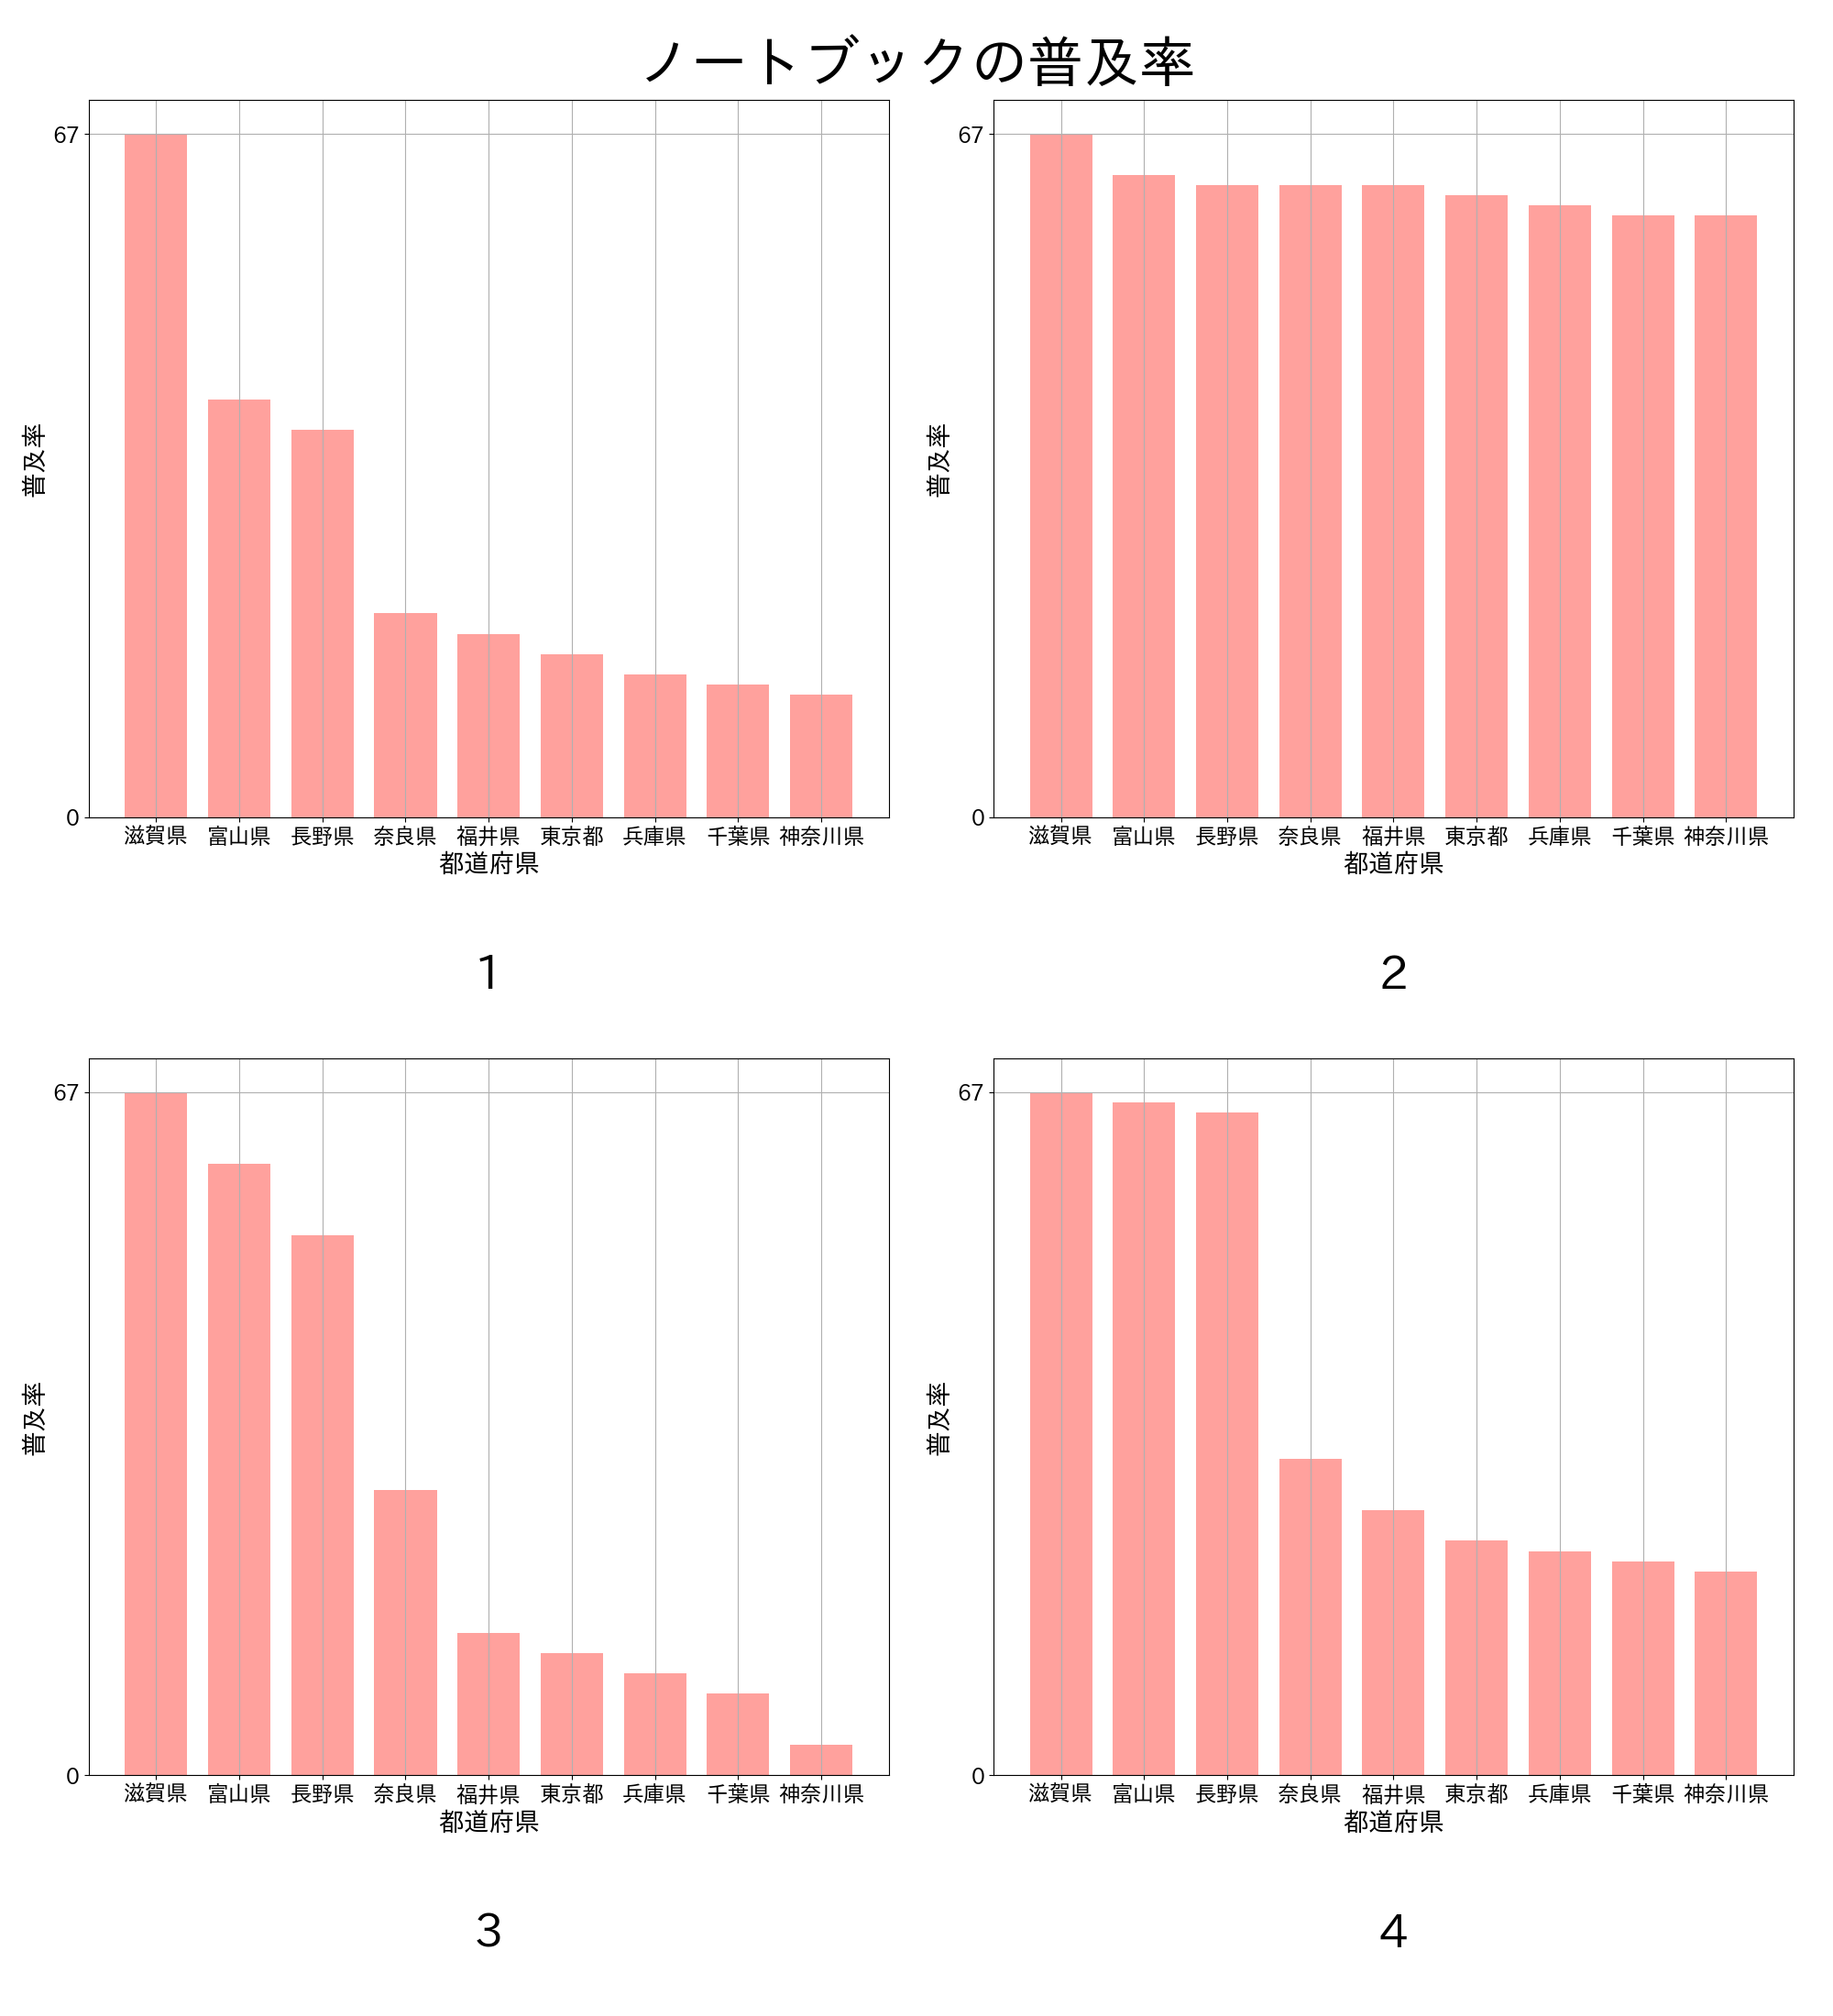 ノートブックの普及率
67
0
普及率
滋賀県 富山県 長野県 奈良県 福井県 東京都 兵庫県 千葉県 神奈川県
都道府県
1
67
0
普及率
滋賀県 富山県 長野県 奈良県 福井県 東京都 兵庫県 千葉県 神奈川県
都道府県
2
67
0
普及率
滋賀県 富山県 長野県 奈良県 福井県 東京都 兵庫県 千葉県 神奈川県
都道府県
3
67
0
普及率
滋賀県 富山県 長野県 奈良県 福井県 東京都 兵庫県 千葉県 神奈川県
都道府県
4